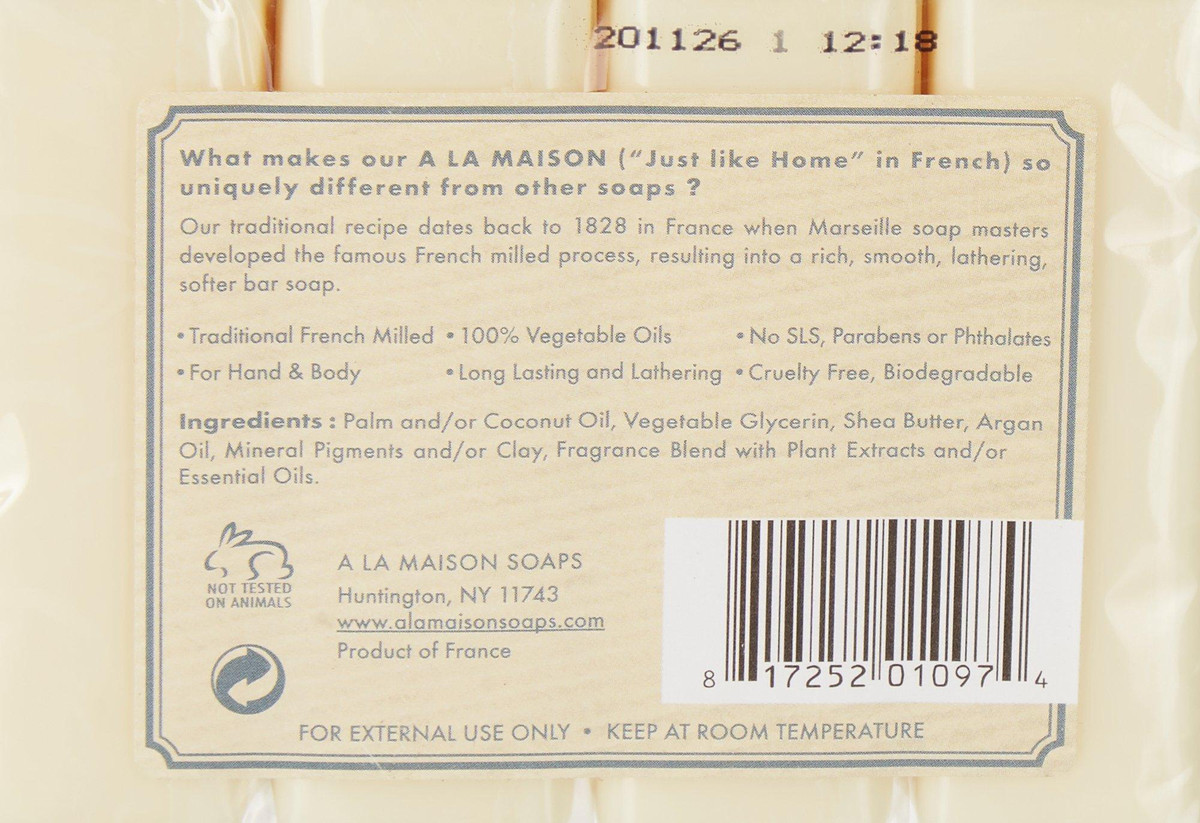 201126 1 12:18
What makes our A LA MAISON (“Just like Home” in French) so
uniquely different from other soaps ?
Our traditional recipe dates back to 1828 in France when Marseille soap masters
developed the famous French milled process, resulting into a rich, smooth, lathering,
softer bar soap.
• Traditional French Milled • 100% Vegetable Oils • No SLS, Parabens or Phthalates
• For Hand & Body • Long Lasting and Lathering • Cruelty Free, Biodegradable
Ingredients : Palm and/or Coconut Oil, Vegetable Glycerin, Shea Butter, Argan
Oil, Mineral Pigments and/or Clay, Fragrance Blend with Plant Extracts and/or
Essential Oils.
NOT TESTED
ON ANIMALS
A LA MAISON SOAPS
Huntington, NY 11743
www.alamaisonsoaps.com
Product of France
8 17252 01097 4
FOR EXTERNAL USE ONLY • KEEP AT ROOM TEMPERATURE